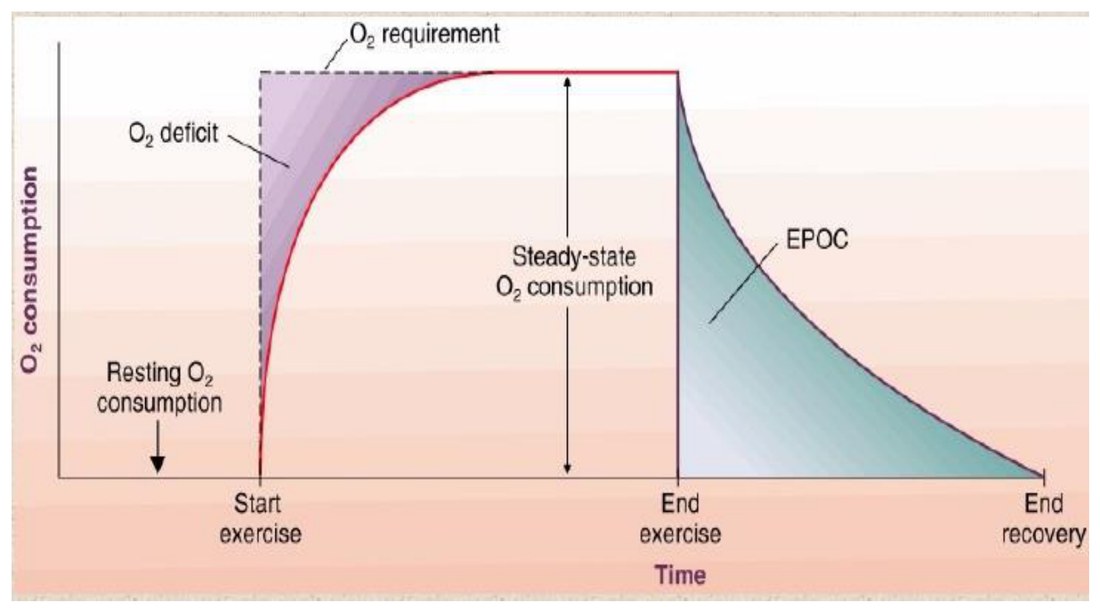 O₂ requirement
O₂ deficit
O₂ consumption
Steady-state
O₂ consumption
EPOC
Resting O₂
consumption
Start
exercise
End
exercise
End
recovery
Time